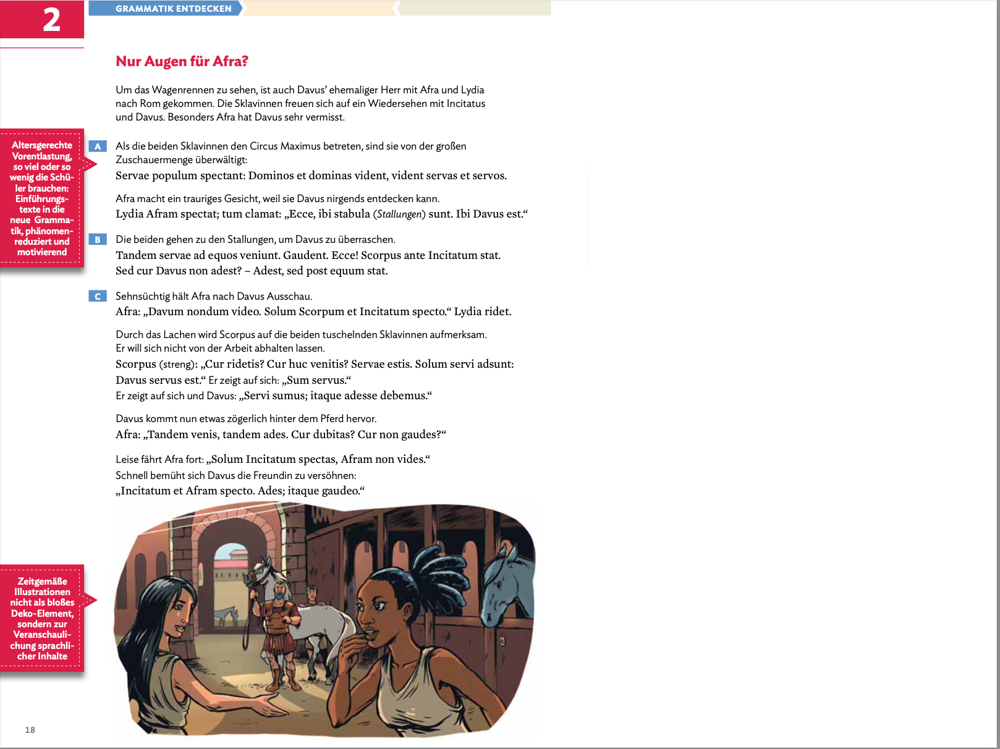 2
GRAMMATIK ENTDECKEN
Nur Augen für Afra?
Um das Wagenrennen zu sehen, ist auch Davus’ ehemaliger Herr mit Afra und Lydia
nach Rom gekommen. Die Sklavinnen freuen sich auf ein Wiedersehen mit Incitatus
und Davus. Besonders Afra hat Davus sehr vermisst.
Altersgerechte
Vorentlastung,
so viel oder so
wenig die Schü-
ler brauchen:
Einführungs-
texte in die
neue Gramma-
tik, phänomen-
reduziert und
motivierend
A
Als die beiden Sklavinnen den Circus Maximus betreten, sind sie von der großen
Zuschauermenge überwältigt:
Servae populum spectant: Dominos et dominas vident, vident servas et servos.
Afra macht ein trauriges Gesicht, weil sie Davus nirgends entdecken kann.
Lydia Afram spectat; tum clamat: „Ecce, ibi stabula (Stallungen) sunt. Ibi Davus est.“
B
Die beiden gehen zu den Stallungen, um Davus zu überraschen.
Tandem servae ad equos veniunt. Gaudent. Ecce! Scorpus ante Incitatum stat.
Sed cur Davus non adest? – Adest, sed post equum stat.
C
Sehnsüchtig hält Afra nach Davus Ausschau.
Afra: „Davum nondum video. Solum Scorpum et Incitatum specto.“ Lydia ridet.
Durch das Lachen wird Scorpus auf die beiden tuschelnden Sklavinnen aufmerksam.
Er will sich nicht von der Arbeit abhalten lassen.
Scorpus (streng): „Cur ridetis? Cur huc venitis? Servae estis. Solum servi adsunt:
Davus servus est.“ Er zeigt auf sich: „Sum servus.“
Er zeigt auf sich und Davus: „Servi sumus; itaque adesse debemus.“
Davus kommt nun etwas zögerlich hinter dem Pferd hervor.
Afra: „Tandem venis, tandem ades. Cur dubitas? Cur non gaudes?“
Leise fährt Afra fort: „Solum Incitatum spectas, Afram non vides.“
Schnell bemüht sich Davus die Freundin zu versöhnen:
„Incitatum et Afram specto. Ades; itaque gaudeo.“
Zeitgemäße
Illustrationen
nicht als bloßes
Deko-Element,
sondern zur
Veranschauli-
chung sprachli-
cher Inhalte
18